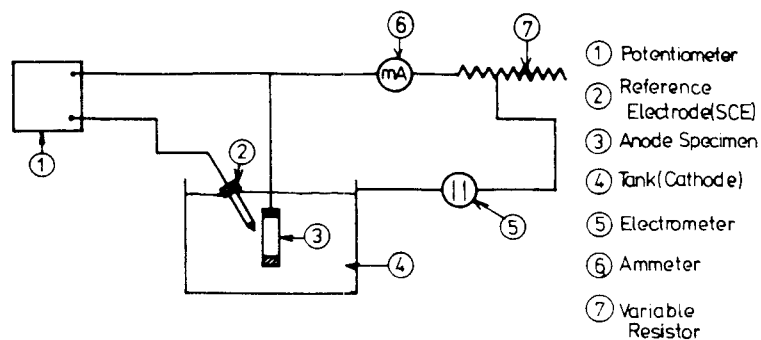 6
7
mA
1
2
3
4
5
1 Potentiometer
2 Reference
Electrode(SCE)
3 Anode Specimen
4 Tank(Cathode)
5 Electrometer
6 Ammeter
7 Variable
Resistor